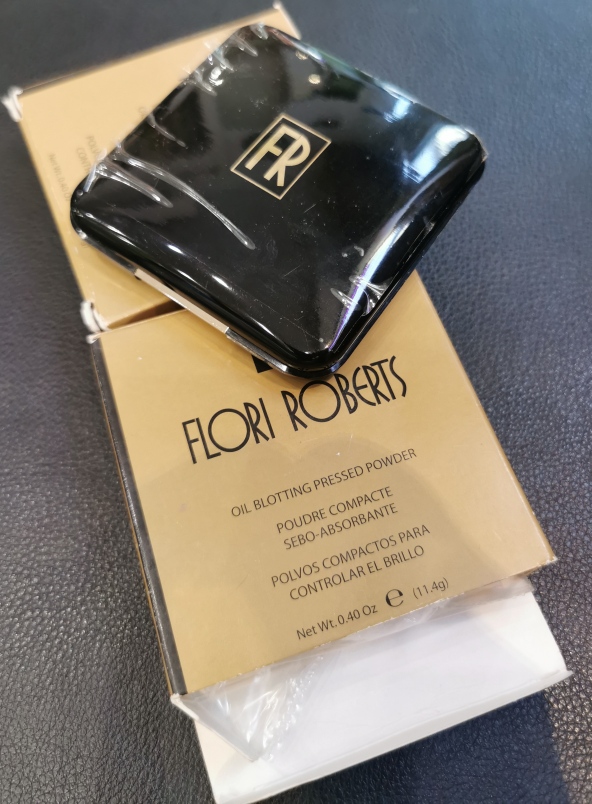 FR
FLORI ROBERTS
OIL BLOTTING PRESSED POWDER
POUDRE COMPACTE
SEBO-ABSORBANTE
POLVOS COMPACTOS PARA
CONTROLAR EL BRILLO
Net Wt. 0.40 Oz ℮ (11.4g)